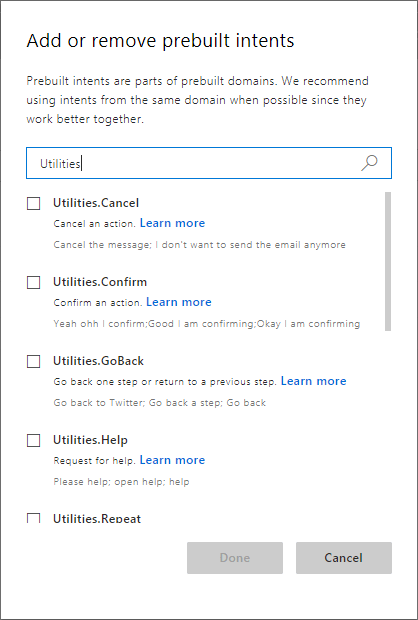 Add or remove prebuilt intents
Prebuilt intents are parts of prebuilt domains. We recommend
using intents from the same domain when possible since they
work better together.
Utilities
Utilities.Cancel
Cancel an action. Learn more
Cancel the message; I don't want to send the email anymore
Utilities.Confirm
Confirm an action. Learn more
Yeah ohh I confirm;Good I am confirming;Okay I am confirming
Utilities.GoBack
Go back one step or return to a previous step. Learn more
Go back to Twitter; Go back a step; Go back
Utilities.Help
Request for help. Learn more
Please help; open help; help
Utilities.Repeat
Done
Cancel